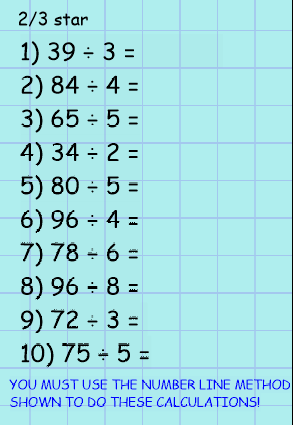 2/3 star
1) 39 ÷ 3 =
2) 84 ÷ 4 =
3) 65 ÷ 5 =
4) 34 ÷ 2 =
5) 80 ÷ 5 =
6) 96 ÷ 4 =
7) 78 ÷ 6 =
8) 96 ÷ 8 =
9) 72 ÷ 3 =
10) 75 ÷ 5 =
YOU MUST USE THE NUMBER LINE METHOD
SHOWN TO DO THESE CALCULATIONS!